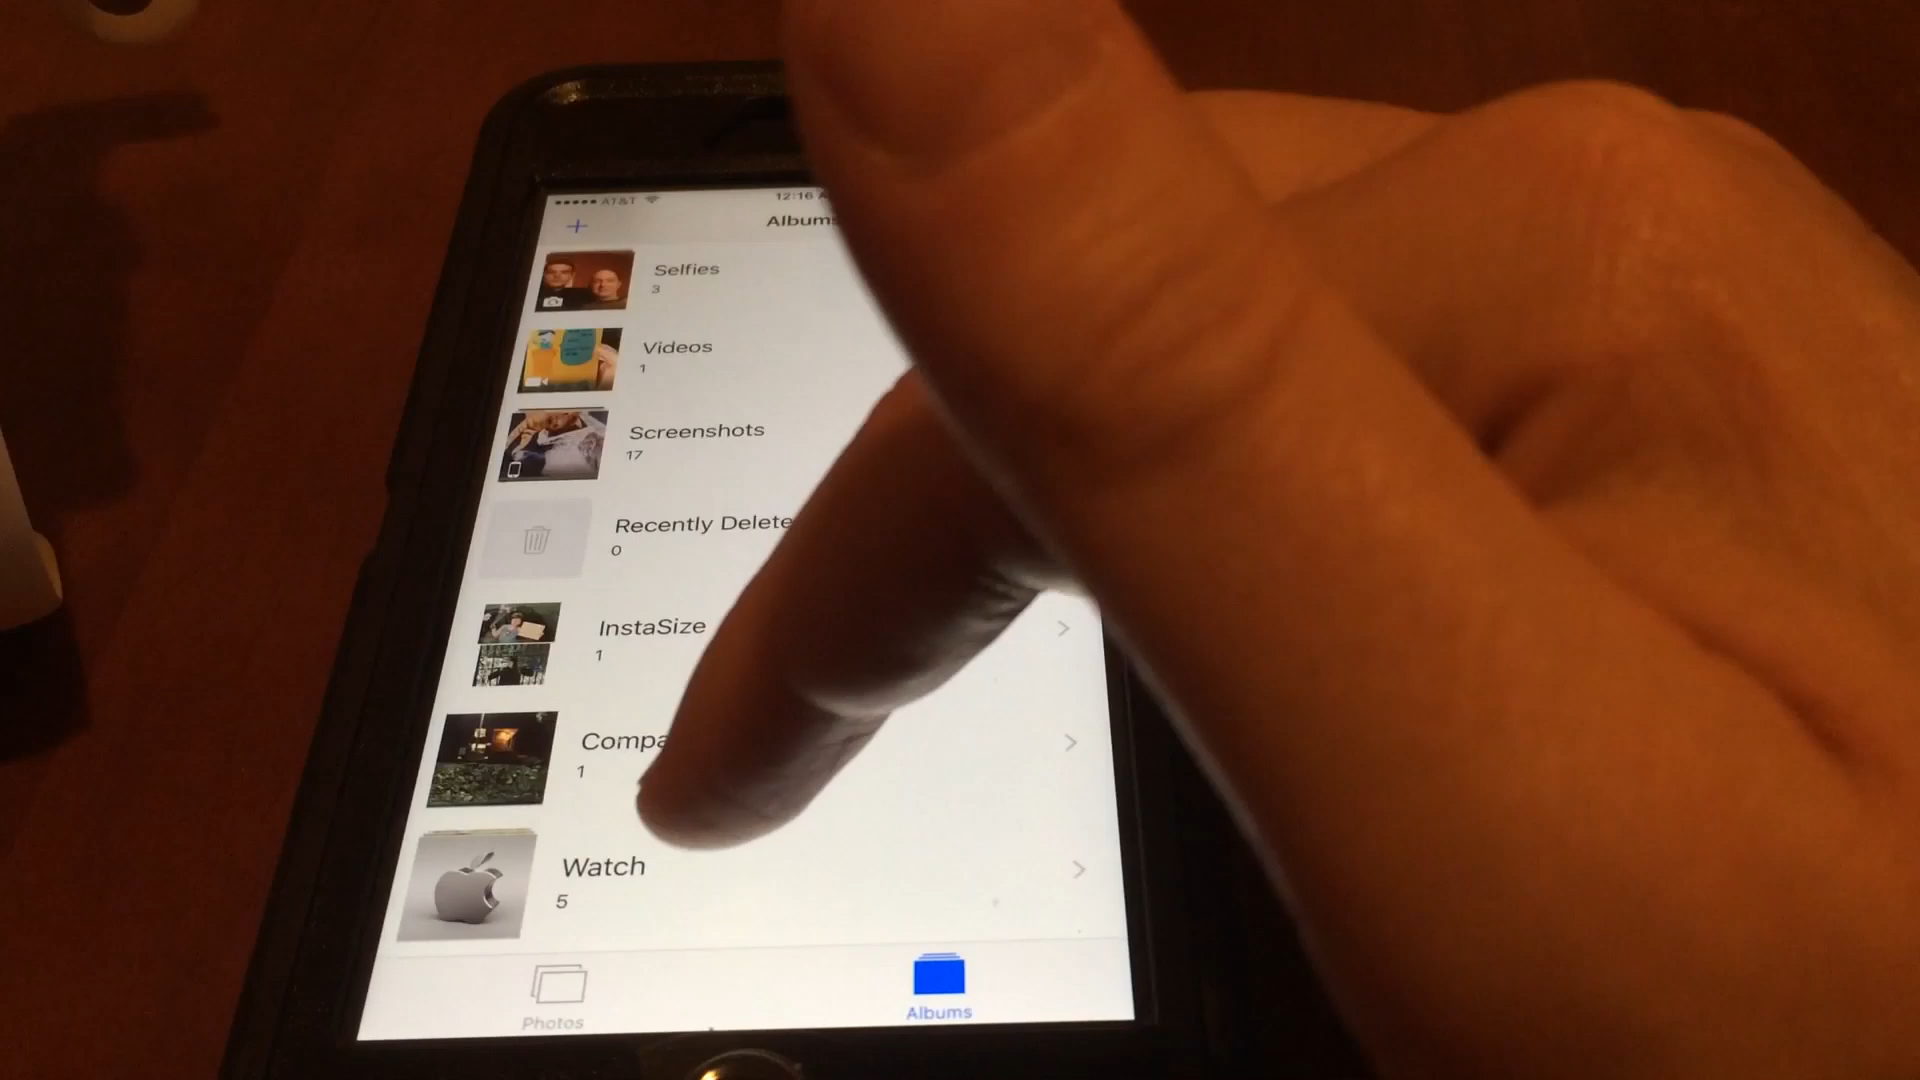 AT&T 12:16
+ Albums
Selfies
3
Videos
1
Screenshots
17
Recently Delete
0
InstaSize
1
Compa
1
Watch
5
Photos Albums